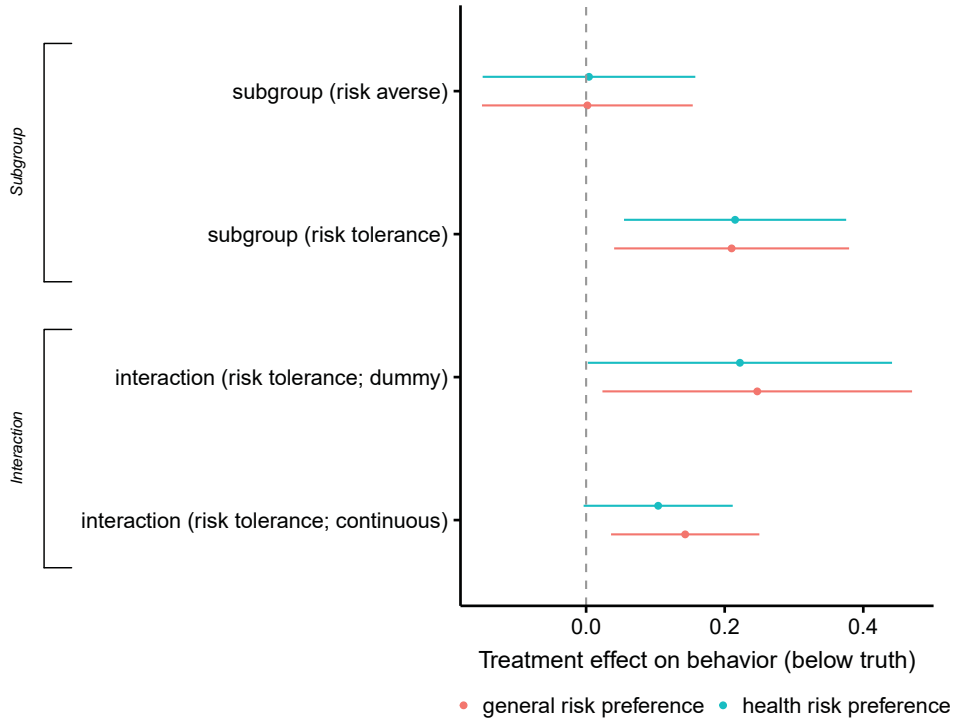 Subgroup
subgroup (risk averse)
subgroup (risk tolerance)
Interaction
interaction (risk tolerance; dummy)
interaction (risk tolerance; continuous)
0.0 0.2 0.4
Treatment effect on behavior (below truth)
general risk preference health risk preference